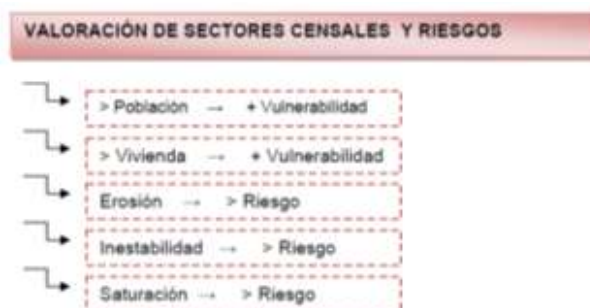 VALORACIÓN DE SECTORES CENSALES Y RIESGOS
> Población → + Vulnerabilidad
> Vivienda → + Vulnerabilidad
Erosión → > Riesgo
Inestabilidad → > Riesgo
Saturación → > Riesgo